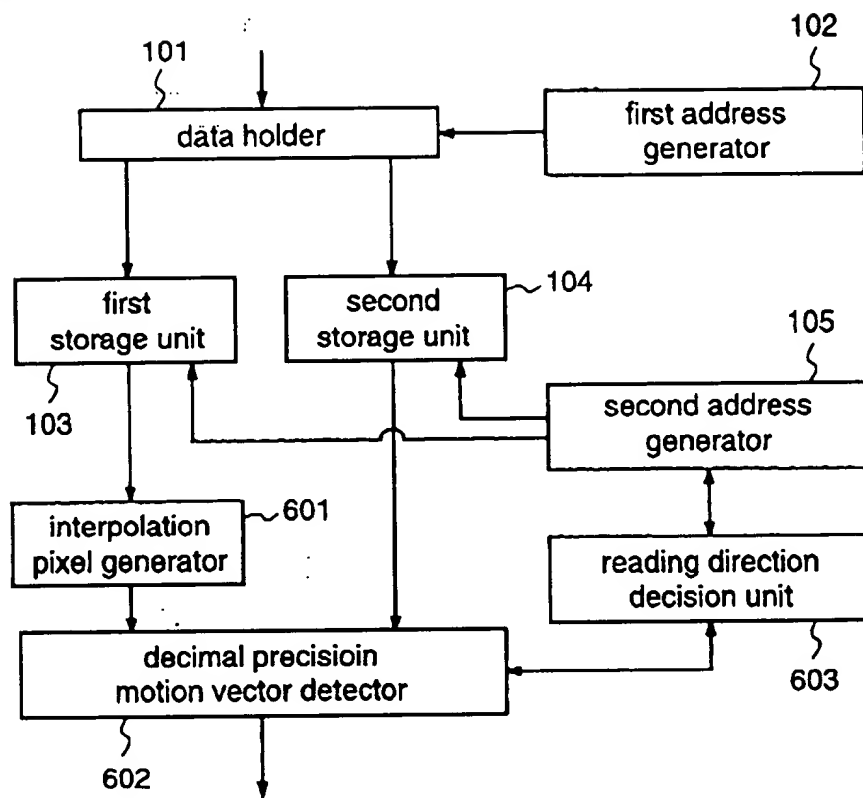 101
102
data holder
first address
generator
first
storage unit
second
storage unit
104
103
105
second address
generator
interpolation
pixel generator
601
reading direction
decision unit
decimal precisioin
motion vector detector
603
602